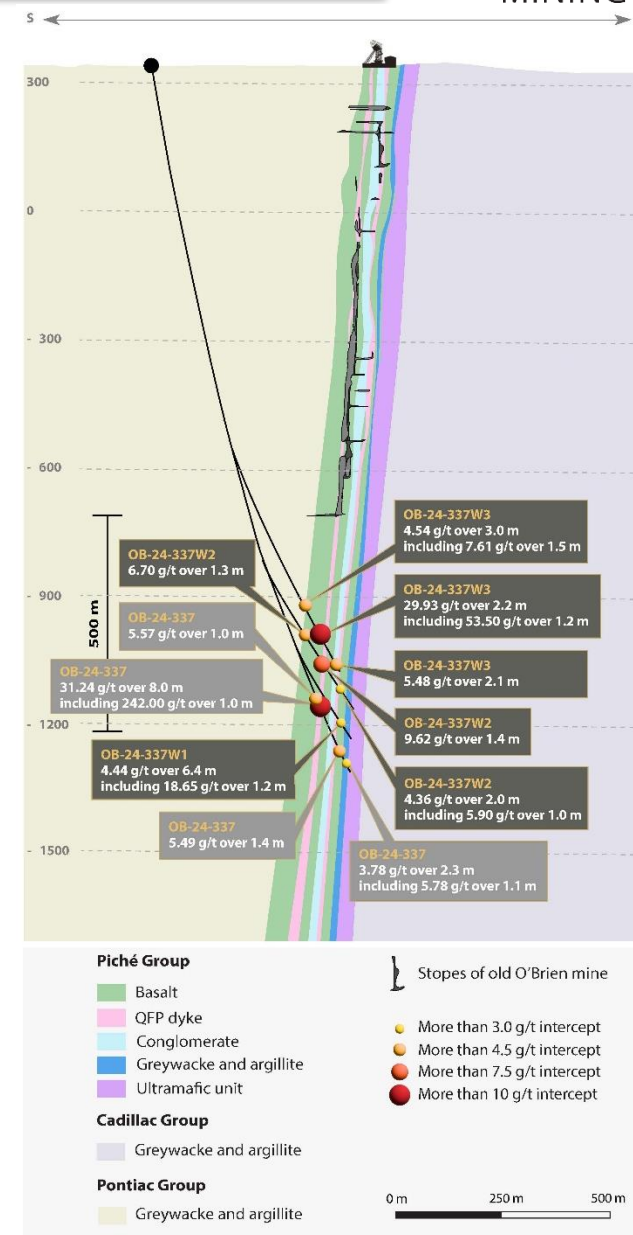 MINING
S
300
0
- 300
- 600
- 900
- 1200
- 1500
500 m
OB-24-337W3
4.54 g/t over 3.0 m
including 7.61 g/t over 1.5 m
OB-24-337W2
6.70 g/t over 1.3 m
OB-24-337W3
29.93 g/t over 2.2 m
including 53.50 g/t over 1.2 m
OB-24-337
5.57 g/t over 1.0 m
OB-24-337W3
5.48 g/t over 2.1 m
OB-24-337
31.24 g/t over 8.0 m
including 242.00 g/t over 1.0 m
OB-24-337W2
9.62 g/t over 1.4 m
OB-24-337W1
4.44 g/t over 6.4 m
including 18.65 g/t over 1.2 m
OB-24-337W2
4.36 g/t over 2.0 m
including 5.90 g/t over 1.0 m
OB-24-337
5.49 g/t over 1.4 m
OB-24-337
3.78 g/t over 2.3 m
including 5.78 g/t over 1.1 m
Piché Group
Basalt
QFP dyke
Conglomerate
Greywacke and argillite
Ultramafic unit
Cadillac Group
Greywacke and argillite
Pontiac Group
Greywacke and argillite
Stopes of old O'Brien mine
More than 3.0 g/t intercept
More than 4.5 g/t intercept
More than 7.5 g/t intercept
More than 10 g/t intercept
0 m 250 m 500 m